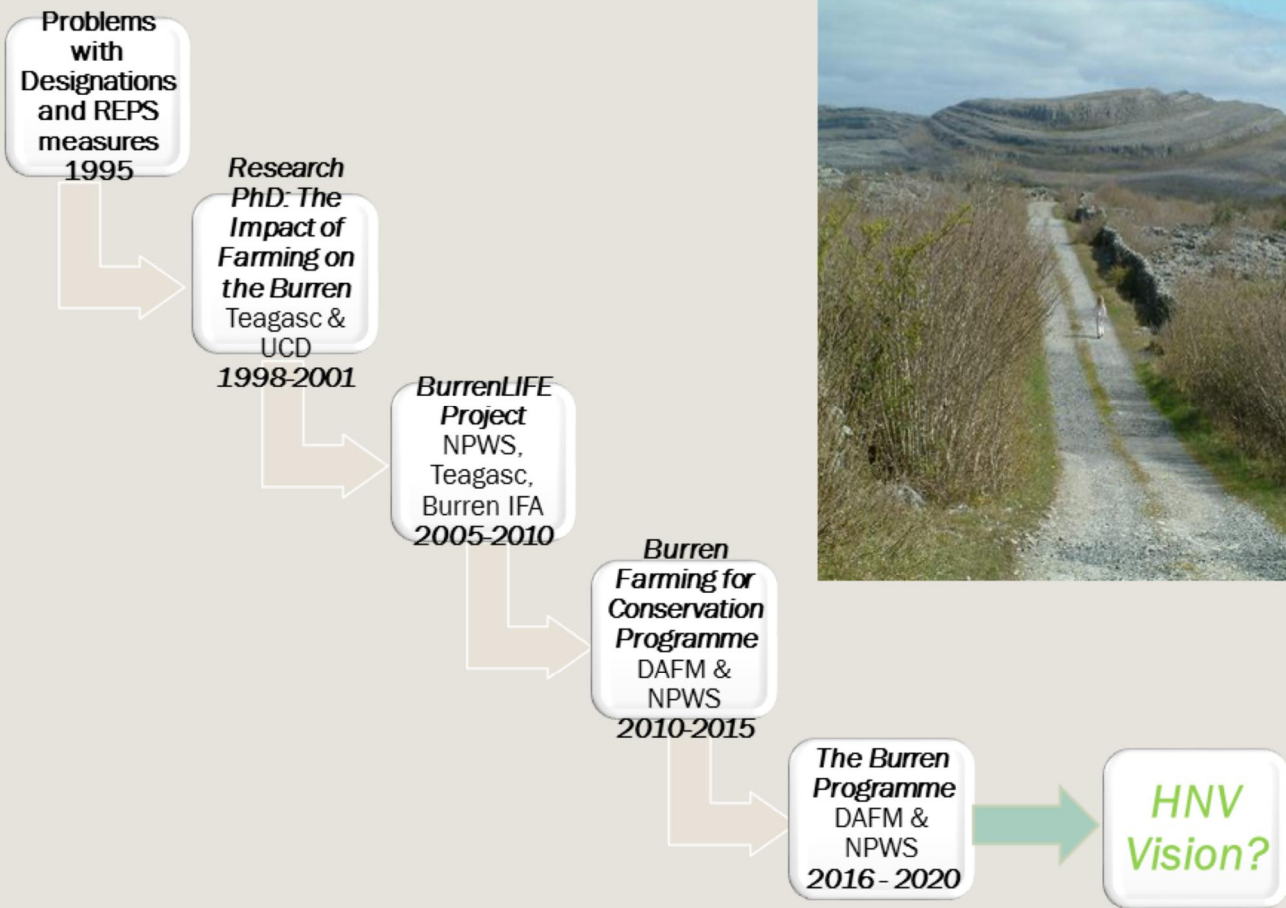 Problems
with
Designations
and REPS
measures
1995
Research
PhD: The
Impact of
Farming on
the Burren
Teagasc &
UCD
1998-2001
BurrenLIFE
Project
NPWS,
Teagasc,
Burren IFA
2005-2010
Burren
Farming for
Conservation
Programme
DAFM &
NPWS
2010-2015
The Burren
Programme
DAFM &
NPWS
2016 - 2020
HNV
Vision?